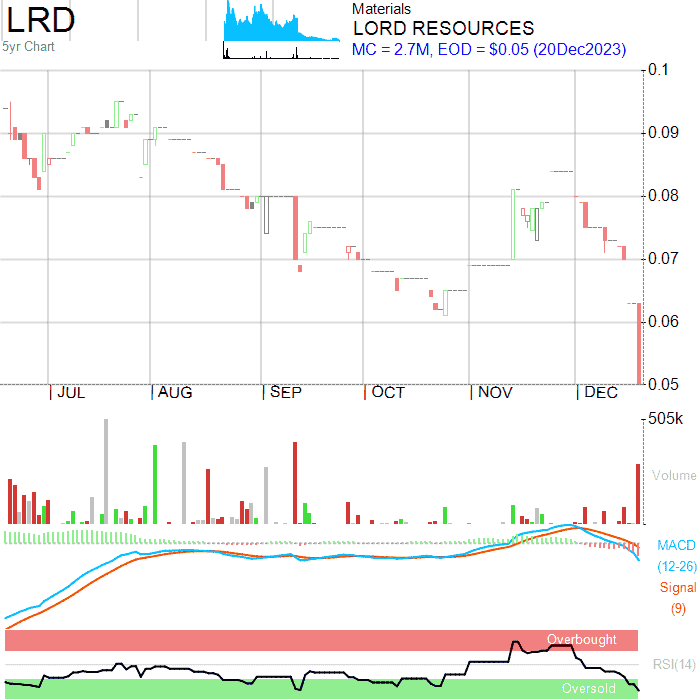 LRD
5yr Chart
Materials
LORD RESOURCES
MC = 2.7M, EOD = $0.05 (20Dec2023)
0.1
0.09
0.08
0.07
0.06
0.05
JUL AUG SEP OCT NOV DEC
505k
Volume
MACD
(12-26)
Signal
(9)
Overbought
RSI(14)
Oversold